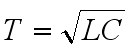 T = √LC